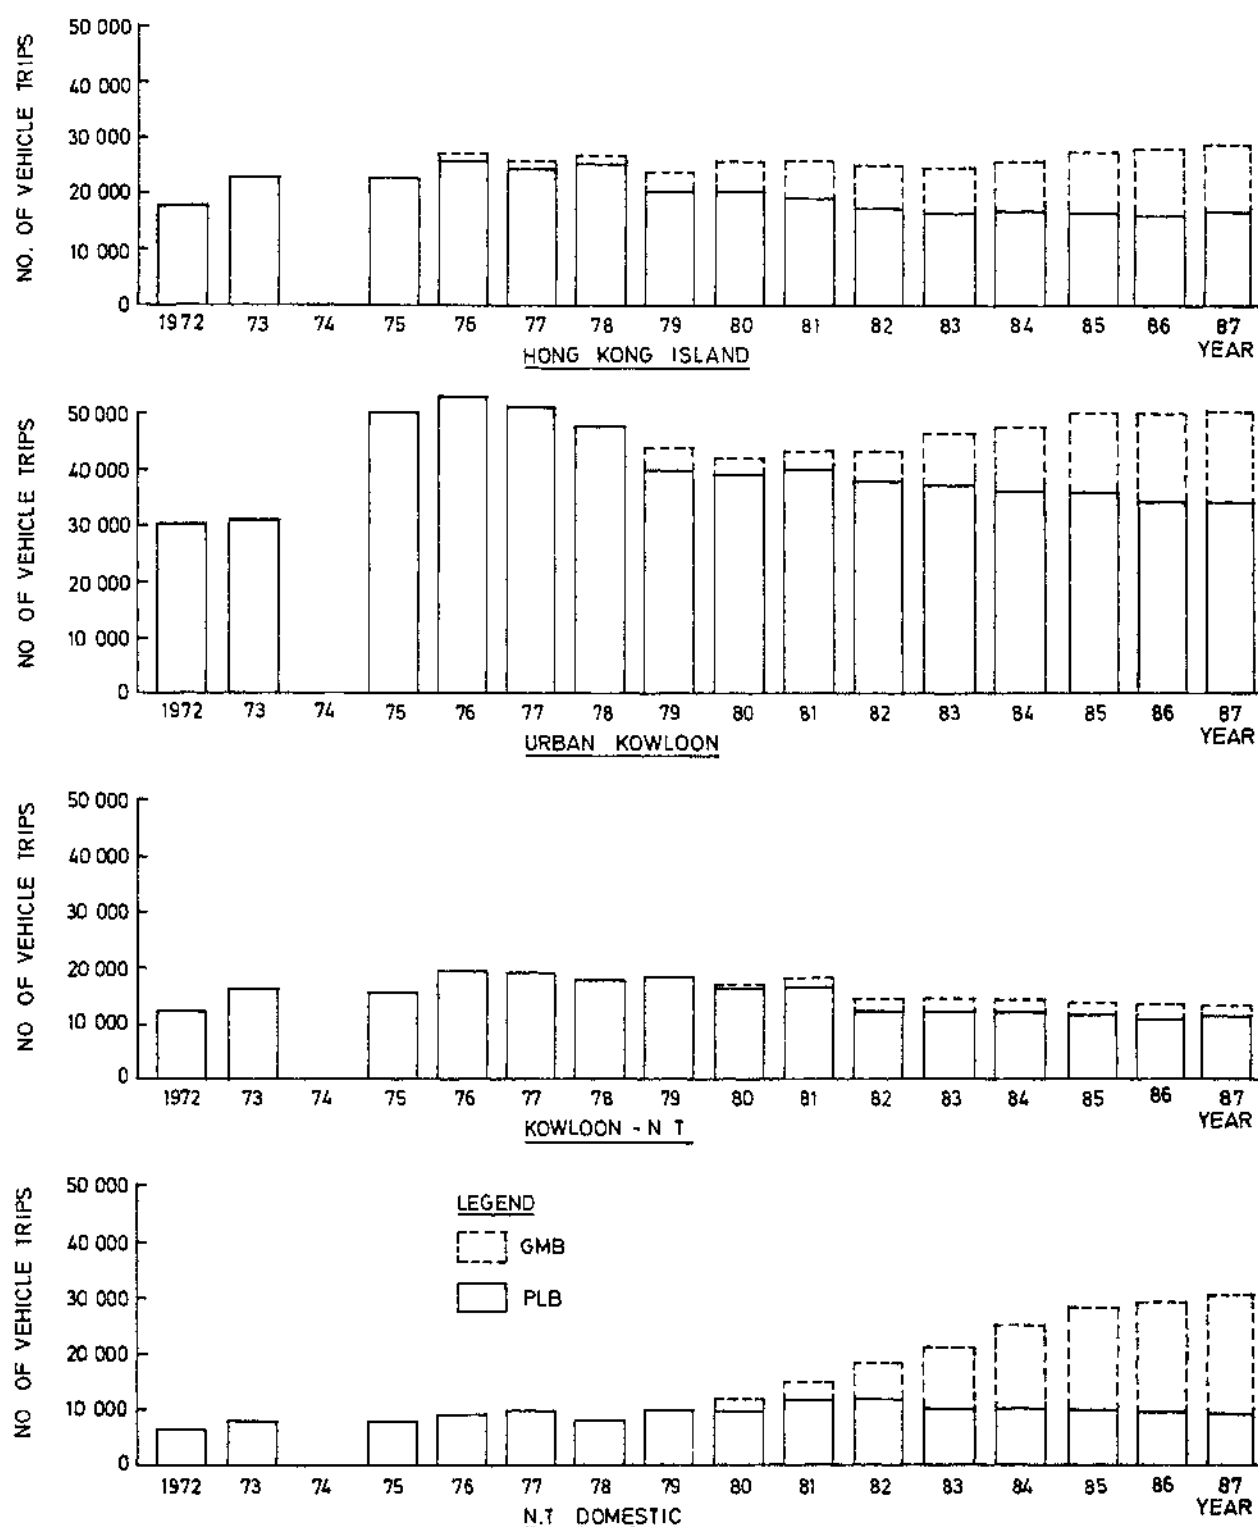 NO. OF VEHICLE TRIPS
50 000
40 000
30 000
20 000
10 000
0
1972 73 74 75 76 77 78 79 80 81 82 83 84 85 86 87
YEAR
HONG KONG ISLAND
NO OF VEHICLE TRIPS
50 000
40 000
30 000
20 000
10 000
0
1972 73 74 75 76 77 78 79 80 81 82 83 84 85 86 87
YEAR
URBAN KOWLOON
NO OF VEHICLE TRIPS
50 000
40 000
30 000
20 000
10 000
0
1972 73 74 75 76 77 78 79 80 81 82 83 84 85 86 87
YEAR
KOWLOON - N T
NO OF VEHICLE TRIPS
50 000
40 000
30 000
20 000
10 000
0
LEGEND
GMB
PLB
1972 73 74 75 76 77 78 79 80 81 82 83 84 85 86 87
YEAR
N.T DOMESTIC